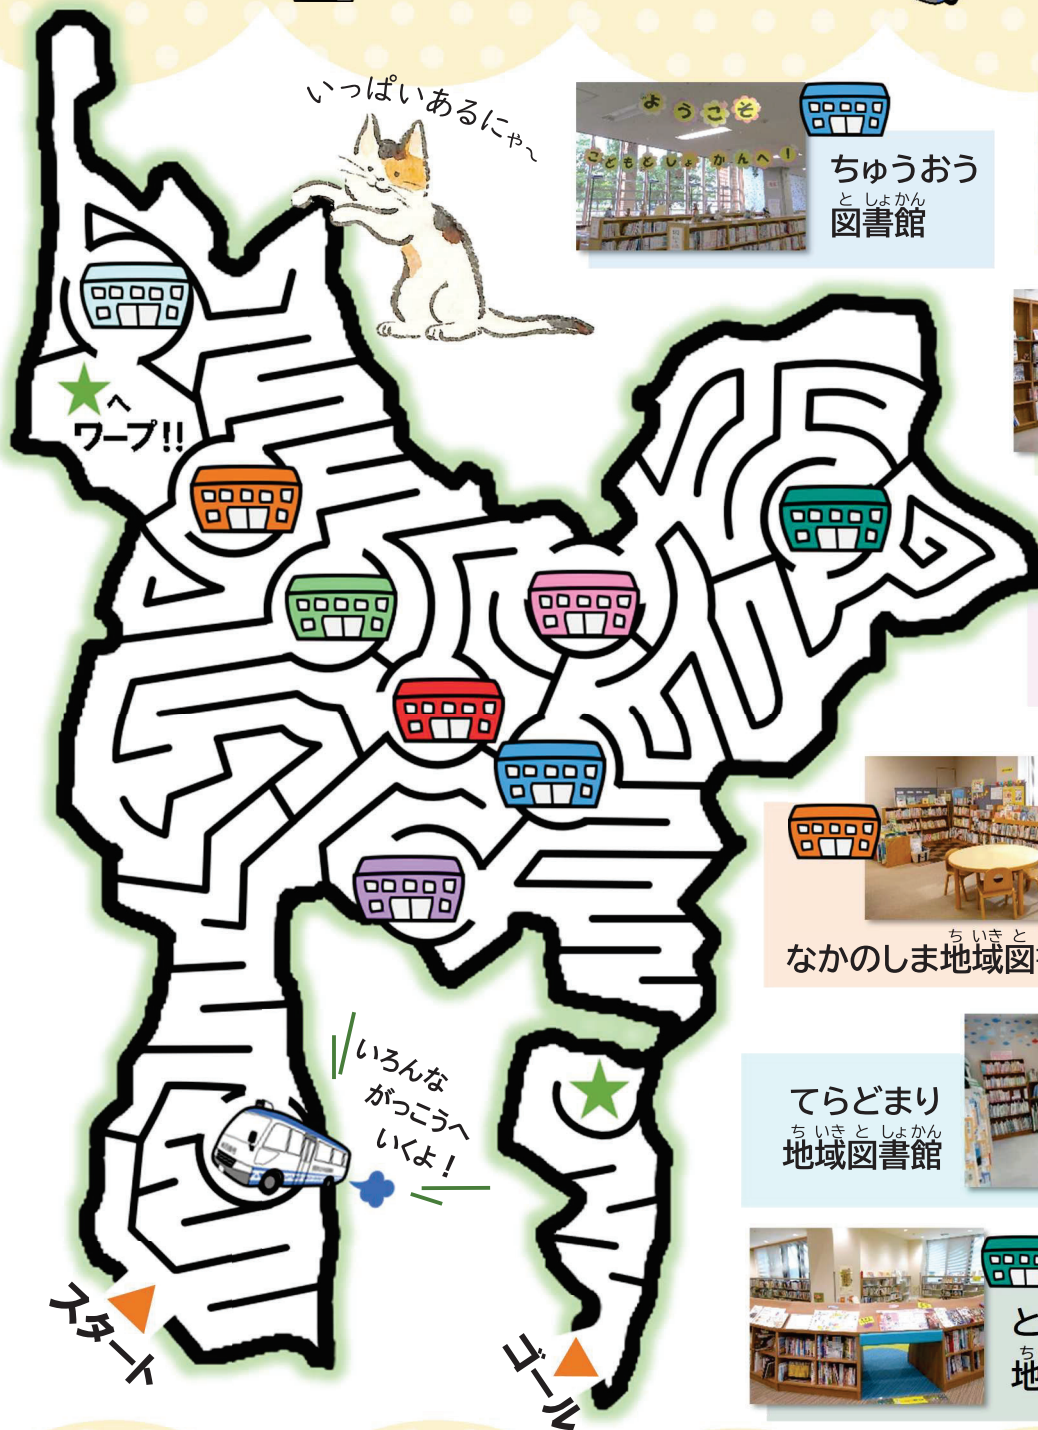 いっぱいあるにゃ～
ようこそ
こどもとしょかんへ！
ちゅうおう
としょかん
図書館
★へ
ワープ!!
ちいきと
なかのしま地域図
いろんな
がっこうへ
いくよ！
てらどまり
ちいきとしょかん
地域図書館
スタート
ゴール
と
ち
地